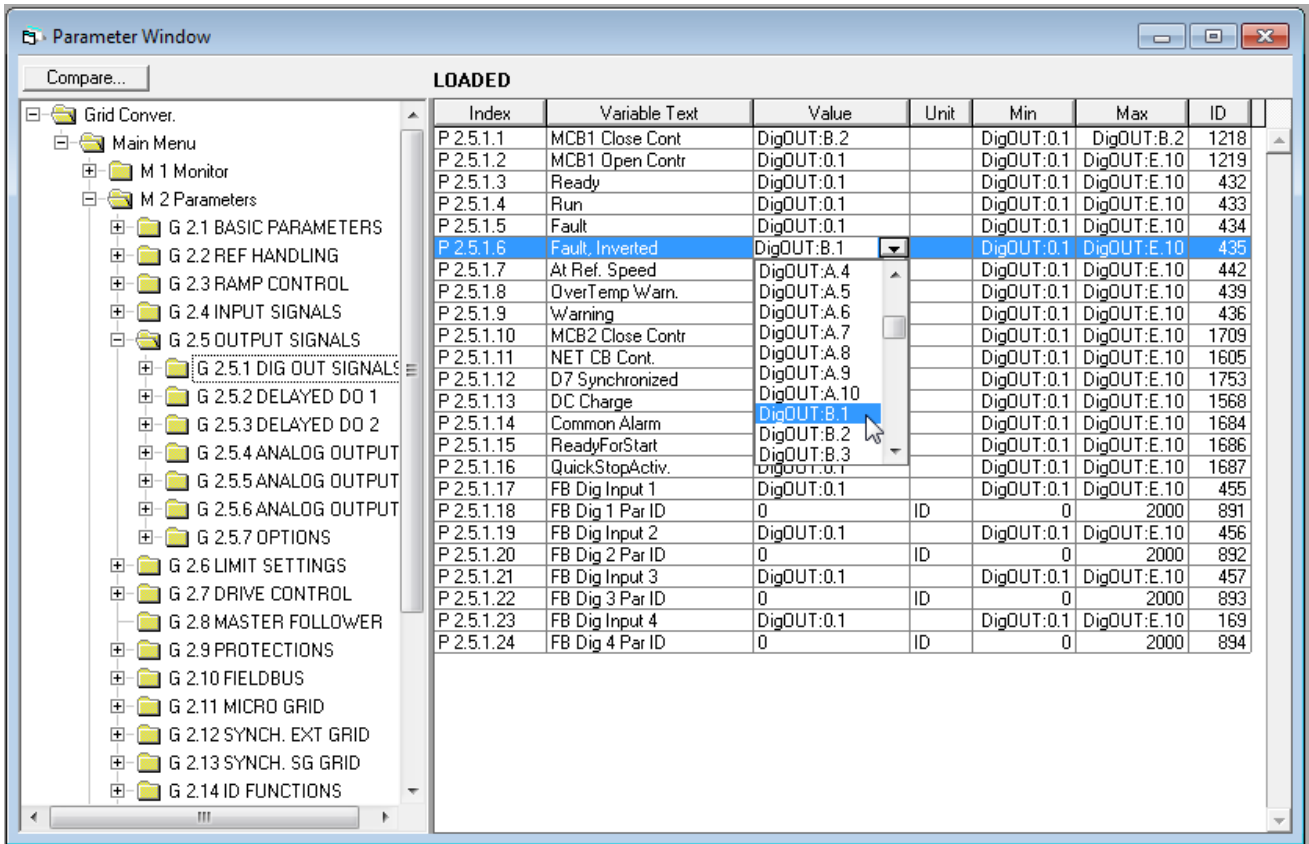 Parameter Window
Compare...
LOADED
Grid Conver.
Main Menu
M 1 Monitor
M 2 Parameters
G 2.1 BASIC PARAMETERS
G 2.2 REF HANDLING
G 2.3 RAMP CONTROL
G 2.4 INPUT SIGNALS
G 2.5 OUTPUT SIGNALS
G 2.5.1 DIG OUT SIGNALS
G 2.5.2 DELAYED DO 1
G 2.5.3 DELAYED DO 2
G 2.5.4 ANALOG OUTPUT
G 2.5.5 ANALOG OUTPUT
G 2.5.6 ANALOG OUTPUT
G 2.5.7 OPTIONS
G 2.6 LIMIT SETTINGS
G 2.7 DRIVE CONTROL
G 2.8 MASTER FOLLOWER
G 2.9 PROTECTIONS
G 2.10 FIELDBUS
G 2.11 MICRO GRID
G 2.12 SYNCH. EXT GRID
G 2.13 SYNCH. SG GRID
G 2.14 ID FUNCTIONS
Index Variable Text Value Unit Min Max ID
P 2.5.1.1 MCB1 Close Cont DigOUT:B.2 DigOUT:0.1 DigOUT:B.2 1218
P 2.5.1.2 MCB1 Open Contr DigOUT:0.1 DigOUT:0.1 DigOUT:E.10 1219
P 2.5.1.3 Ready DigOUT:0.1 DigOUT:0.1 DigOUT:E.10 432
P 2.5.1.4 Run DigOUT:0.1 DigOUT:0.1 DigOUT:E.10 433
P 2.5.1.5 Fault DigOUT:0.1 DigOUT:0.1 DigOUT:E.10 434
P 2.5.1.6 Fault, Inverted DigOUT:B.1 DigOUT:0.1 DigOUT:E.10 435
P 2.5.1.7 At Ref. Speed DigOUT:0.1 DigOUT:E.10 442
P 2.5.1.8 OverTemp Warn. DigOUT:0.1 DigOUT:E.10 439
P 2.5.1.9 Warning DigOUT:0.1 DigOUT:E.10 436
P 2.5.1.10 MCB2 Close Contr DigOUT:0.1 DigOUT:E.10 1709
P 2.5.1.11 NET CB Cont. DigOUT:0.1 DigOUT:E.10 1605
P 2.5.1.12 D7 Synchronized DigOUT:0.1 DigOUT:E.10 1753
P 2.5.1.13 DC Charge DigOUT:0.1 DigOUT:E.10 1568
P 2.5.1.14 Common Alarm DigOUT:0.1 DigOUT:E.10 1684
P 2.5.1.15 ReadyForStart DigOUT:0.1 DigOUT:E.10 1686
P 2.5.1.16 QuickStopActiv. DigOUT:0.1 DigOUT:0.1 DigOUT:E.10 1687
P 2.5.1.17 FB Dig Input 1 DigOUT:0.1 DigOUT:0.1 DigOUT:E.10 455
P 2.5.1.18 FB Dig 1 Par ID 0 ID 0 2000 891
P 2.5.1.19 FB Dig Input 2 DigOUT:0.1 DigOUT:0.1 DigOUT:E.10 456
P 2.5.1.20 FB Dig 2 Par ID 0 ID 0 2000 892
P 2.5.1.21 FB Dig Input 3 DigOUT:0.1 DigOUT:0.1 DigOUT:E.10 457
P 2.5.1.22 FB Dig 3 Par ID 0 ID 0 2000 893
P 2.5.1.23 FB Dig Input 4 DigOUT:0.1 DigOUT:0.1 DigOUT:E.10 169
P 2.5.1.24 FB Dig 4 Par ID 0 ID 0 2000 894
DigOUT:A.4
DigOUT:A.5
DigOUT:A.6
DigOUT:A.7
DigOUT:A.8
DigOUT:A.9
DigOUT:A.10
DigOUT:B.1
DigOUT:B.2
DigOUT:B.3